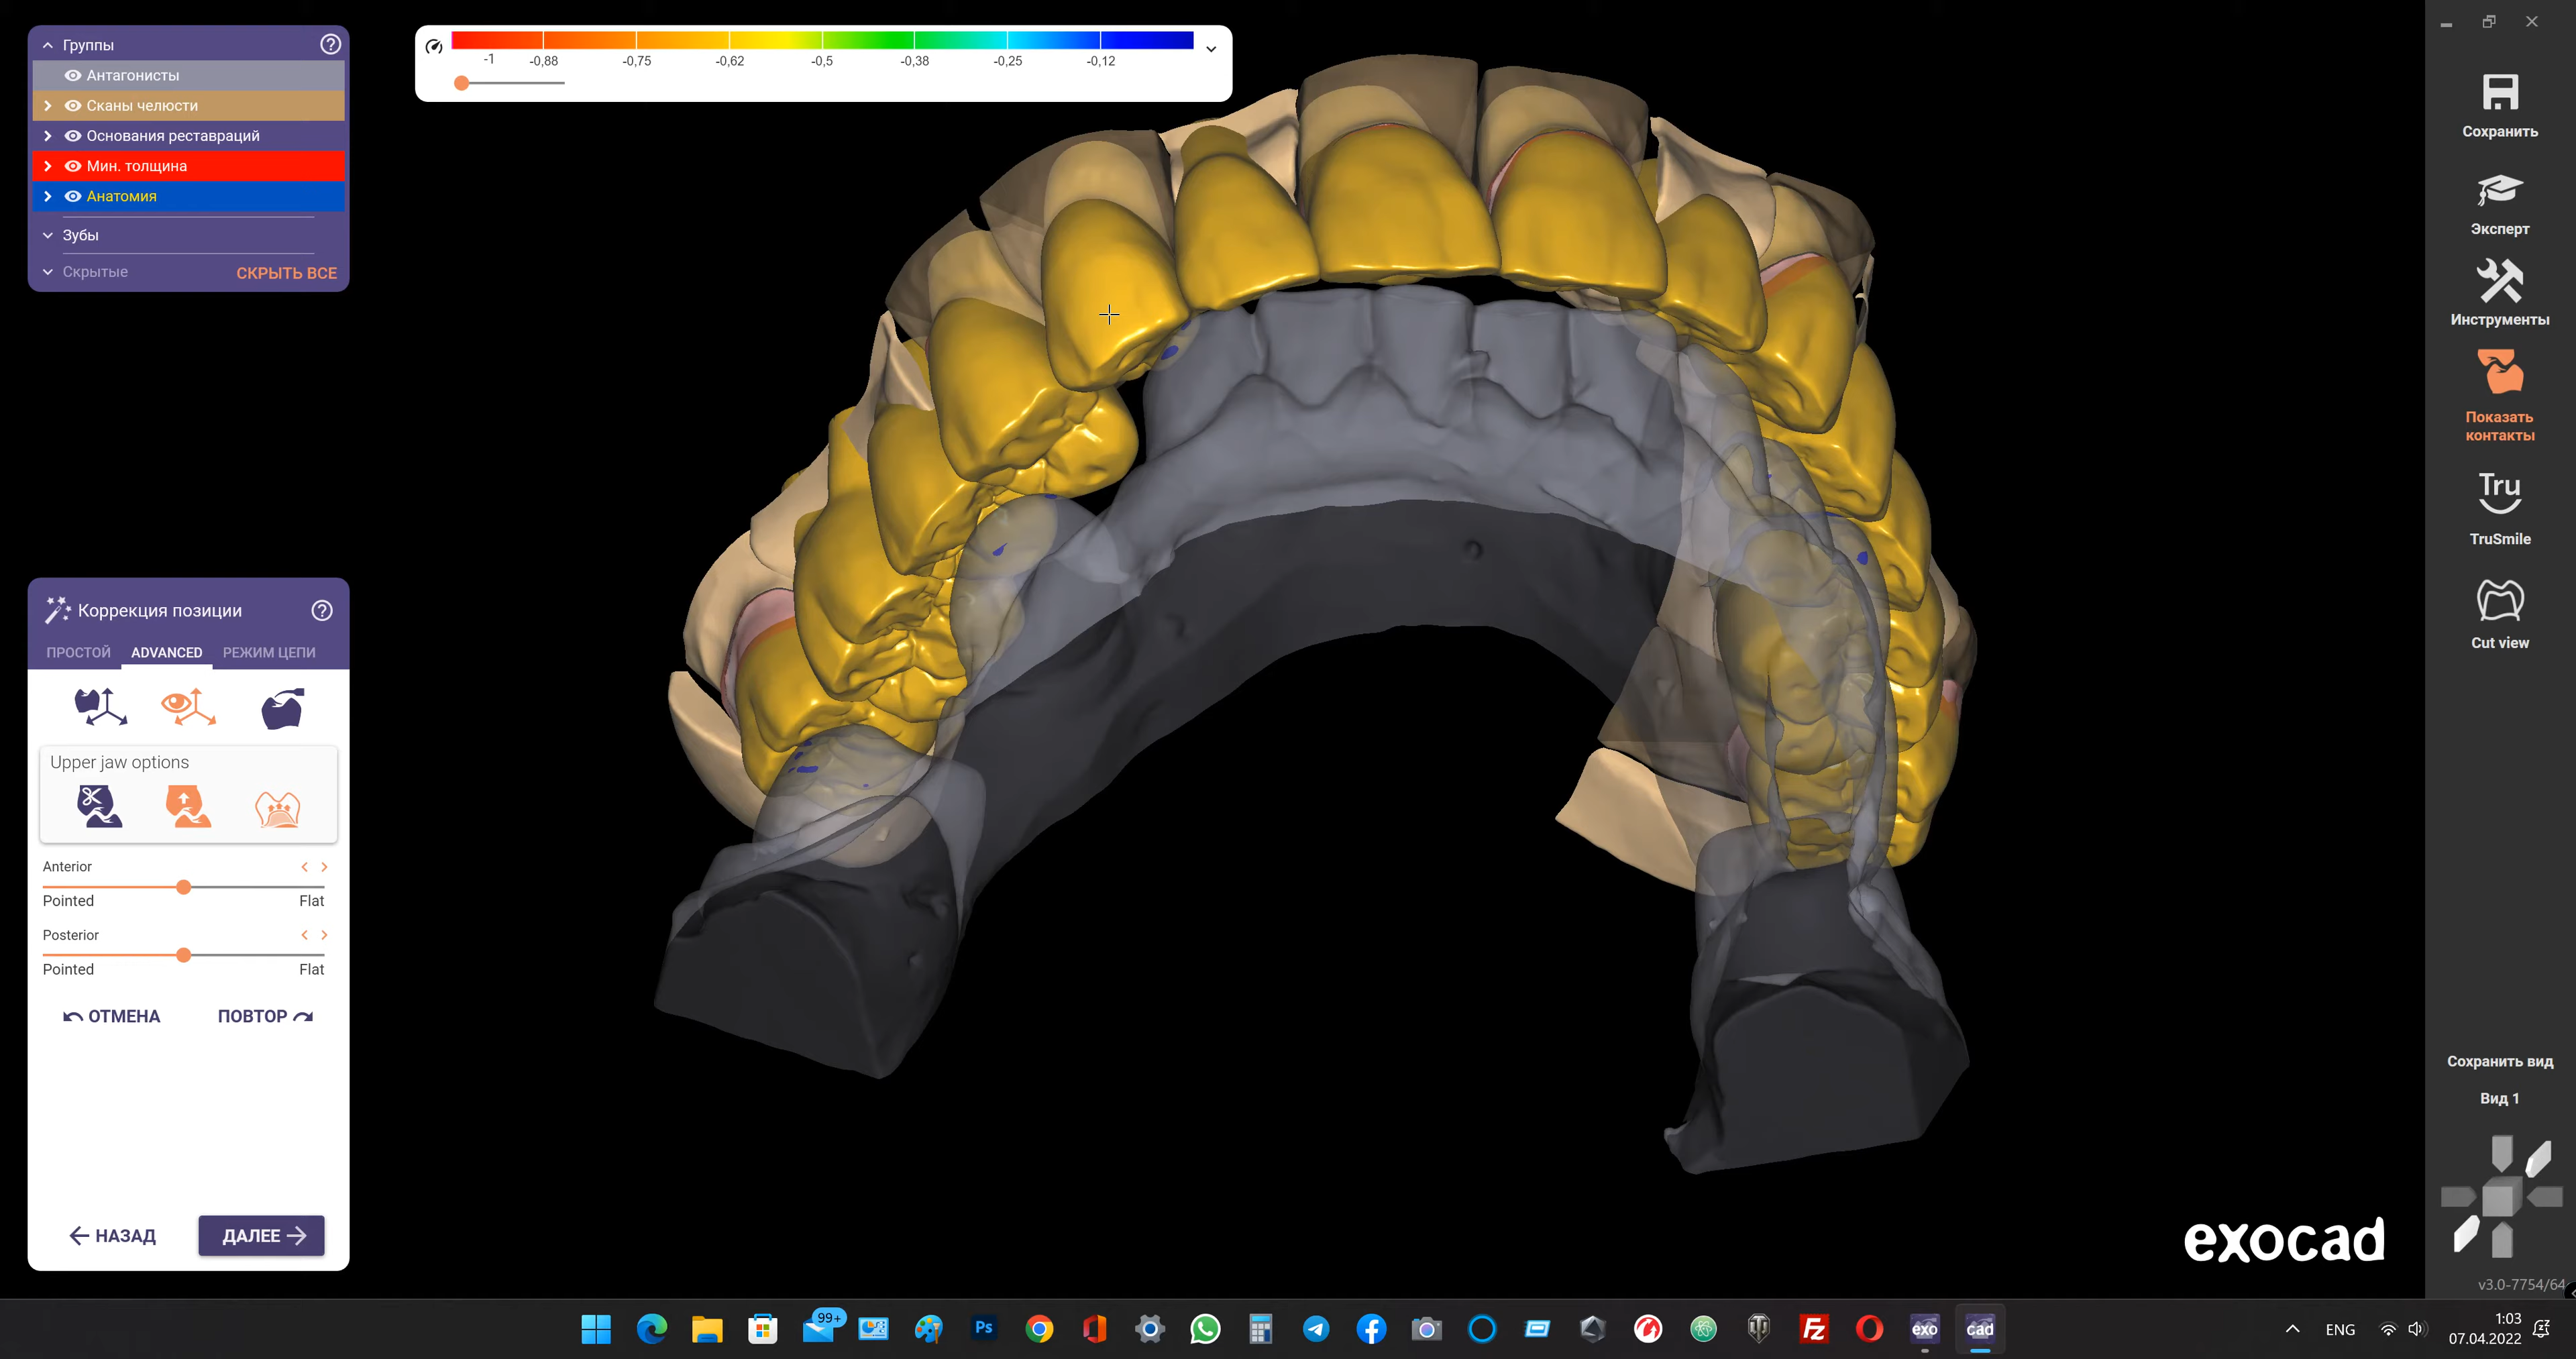 Группы
Антагонисты
Сканы челюсти
Основания реставраций
Мин. толщина
Анатомия
Зубы
Скрытые СКРЫТЬ ВСЕ
-1 -0,88 -0,75 -0,62 -0,5 -0,38 -0,25 -0,12
Сохранить
Эксперт
Инструменты
Показать
контакты
Tru
TruSmile
Cut view
Коррекция позиции
ПРОСТОЙ ADVANCED РЕЖИМ ЦЕПИ
Upper jaw options
Anterior
Pointed Flat
Posterior
Pointed Flat
ОТМЕНА ПОВТОР
НАЗАД ДАЛЕЕ
Сохранить вид
Вид 1
exocad
v3.0-7754/64
99+
Ps
Fz
exo
cad
ENG
1:03
07.04.2022